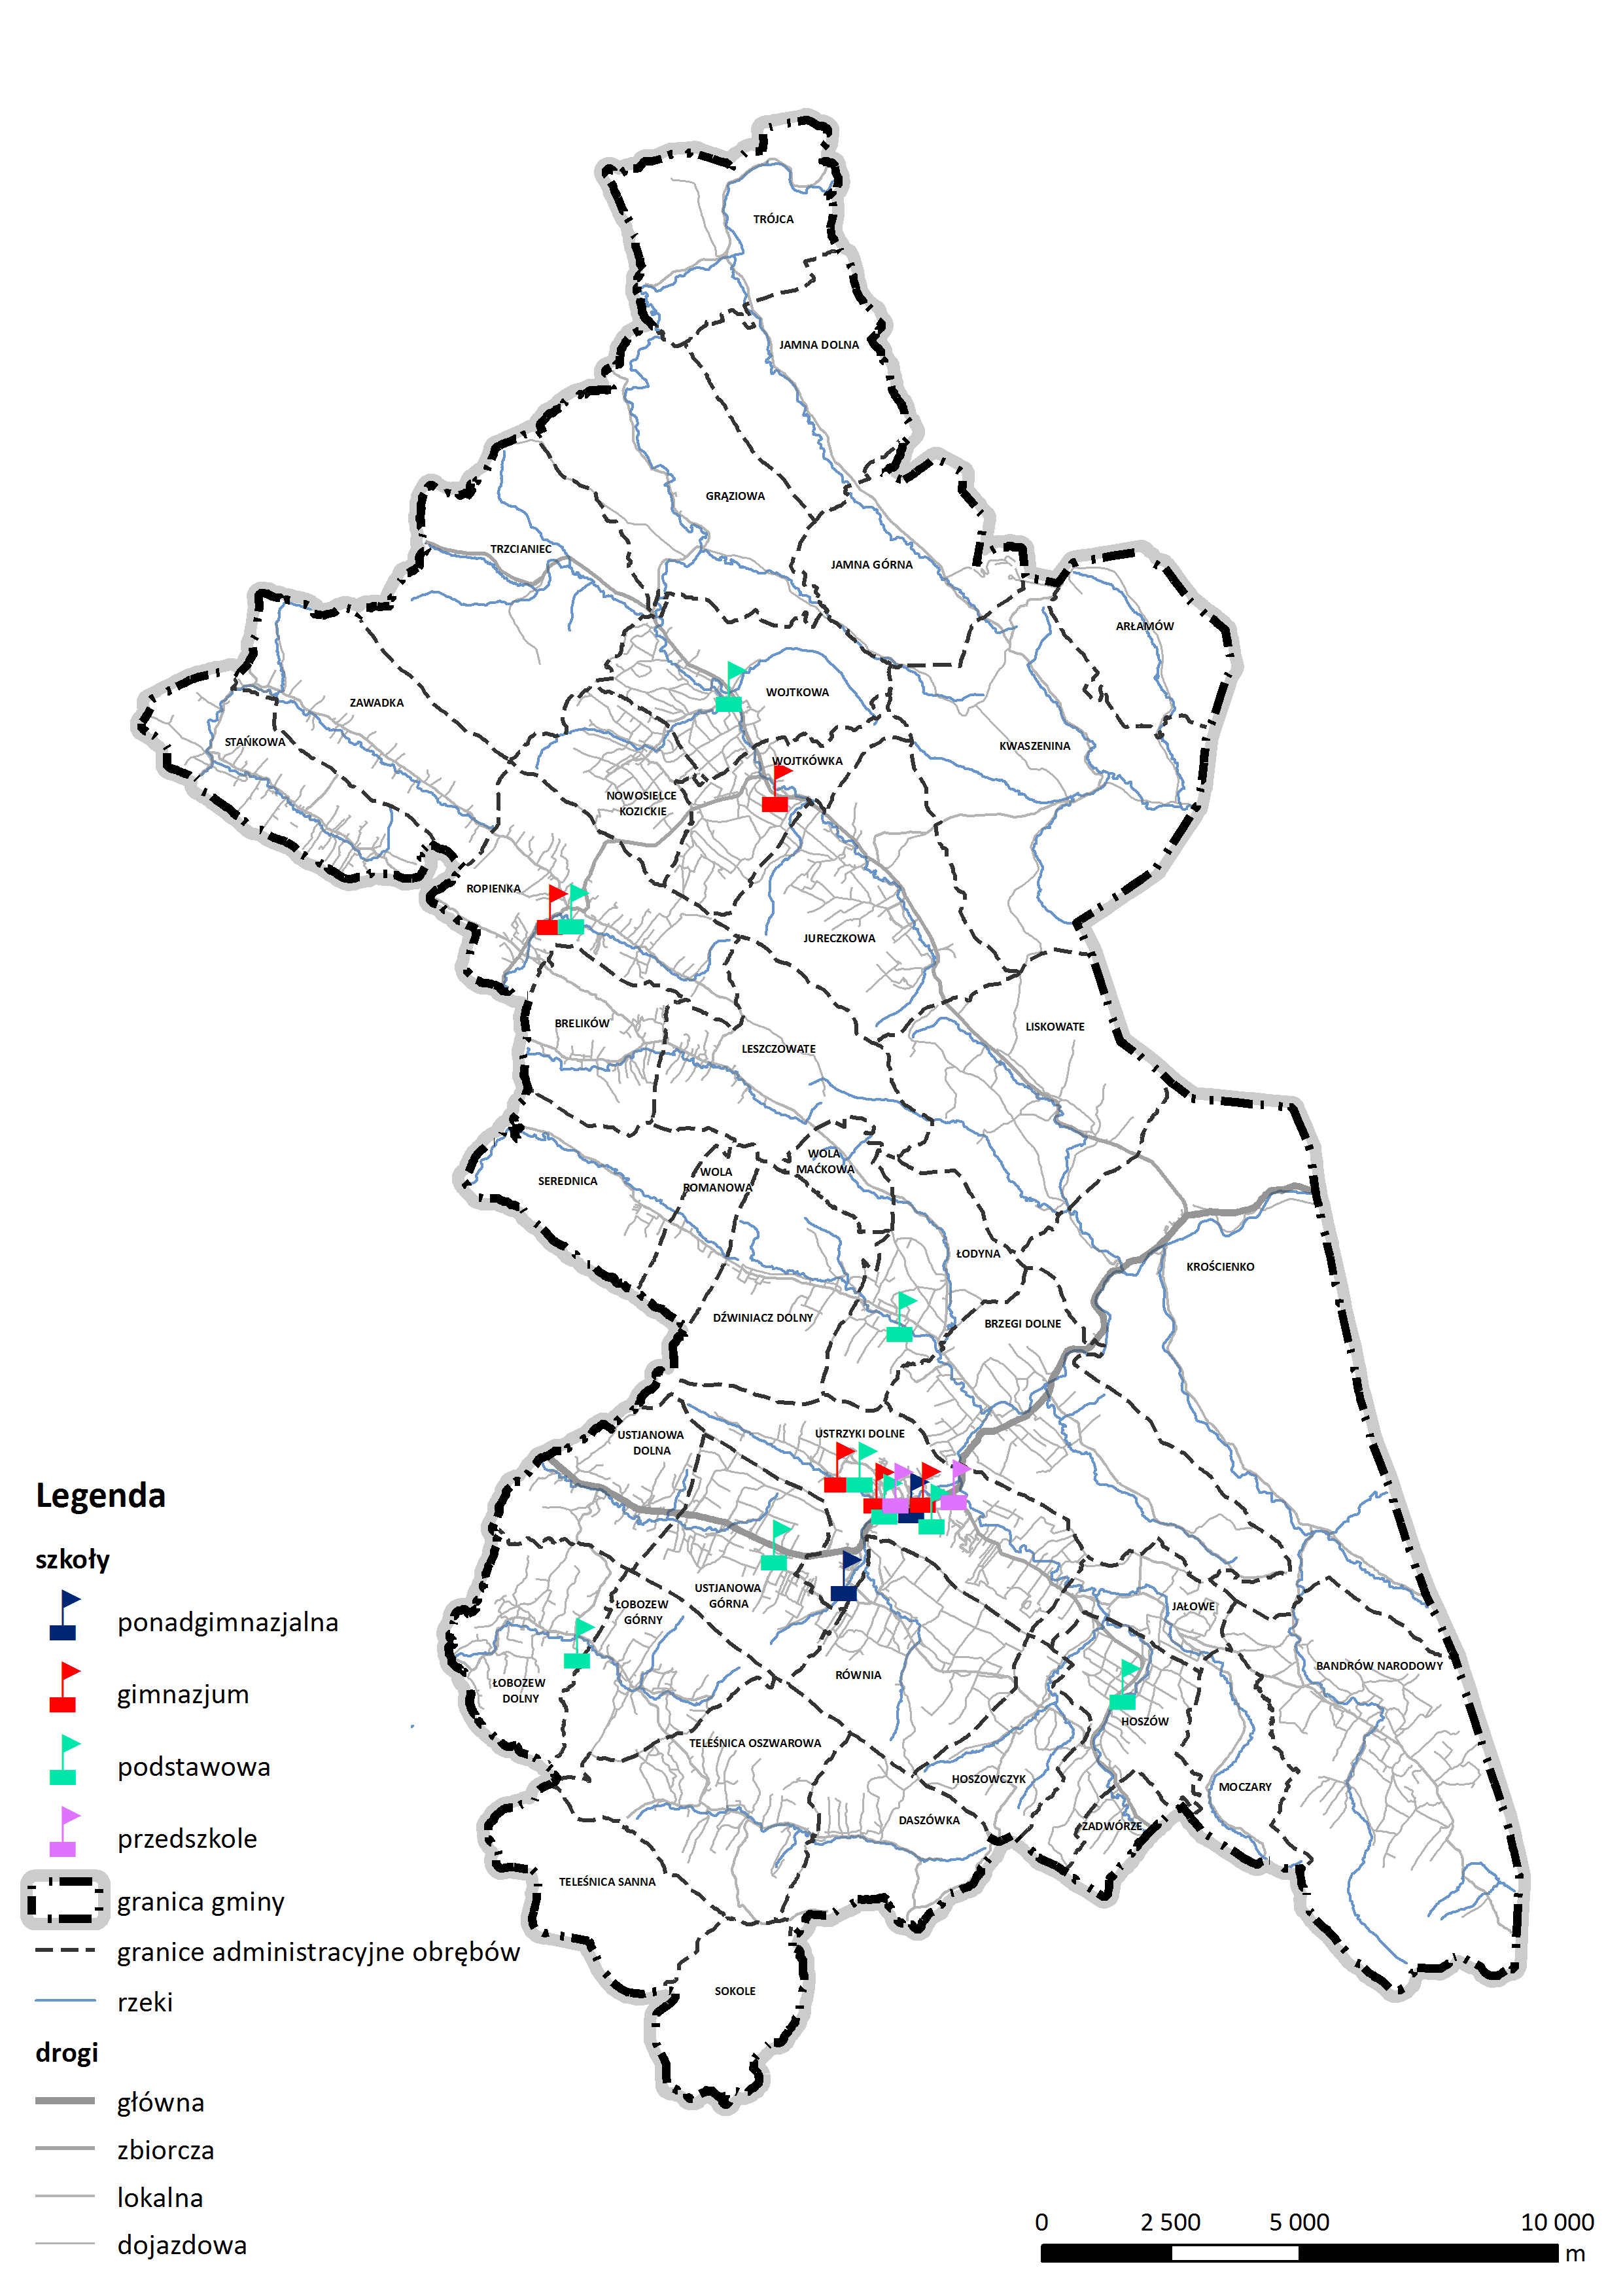 TRÓJCA
JAMNA DOLNA
GRĄZIOWA
TRZCIANIEC
JAMNA GÓRNA
ARŁAMÓW
WOJTKOWA
ZAWADKA
STAŃKOWA
KWASZENINA
WOJTKÓWKA
NOWOSIELCE
KOZICKIE
ROPIENKA
JURECZKOWA
BRELIKÓW
LISKOWATE
LESZCZOWATE
WOLA
MAĆKOWA
SEREDNICA
WOLA
ROMANOWA
ŁODYNA
KROŚCIENKO
DŹWINIACZ DOLNY
BRZEGI DOLNE
USTJANOWA
DOLNA
USTRZYKI DOLNE
USTJANOWA
GÓRNA
ŁOBOZEW
GÓRNY
JAŁOWE
RÓWNIA
BANDRÓW NARODOWY
ŁOBOZEW
DOLNY
HOSZÓW
TELEŚNICA OSZWAROWA
HOSZOWCZYK
MOCZARY
DASZÓWKA
ZADWÓRZE
TELEŚNICA SANNA
SOKOLE
Legenda
szkoły
ponadgimnazjalna
gimnazjum
podstawowa
przedszkole
granica gminy
granice administracyjne obrębów
rzeki
drogi
główna
zbiorcza
lokalna
dojazdowa
0 2 500 5 000 10 000
m